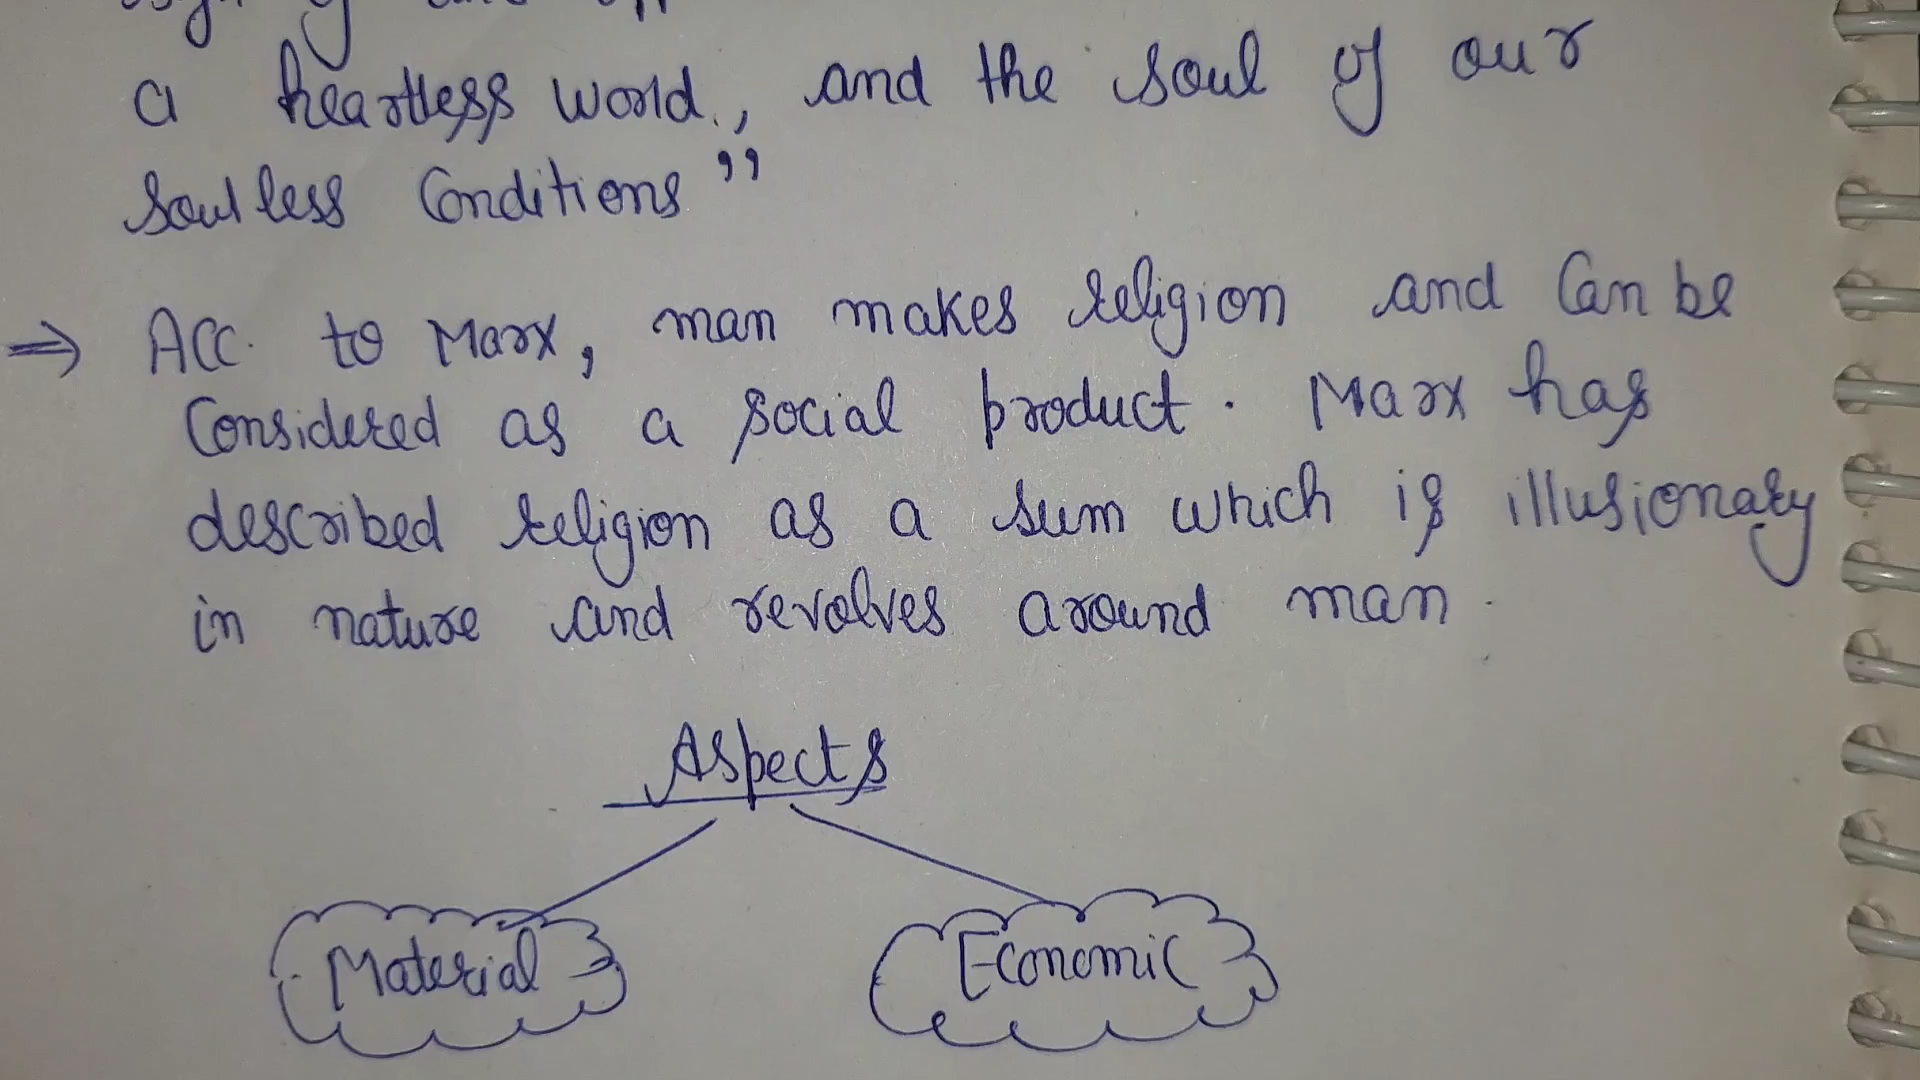 a heartless world., and the soul of our
soulless Conditions"
⇒ Acc. to Marx, man makes religion and Can be
Considered as a social product. Marx has
described religion as a sum which is illusionary
in nature and revolves around man.
Aspects
Material Economic